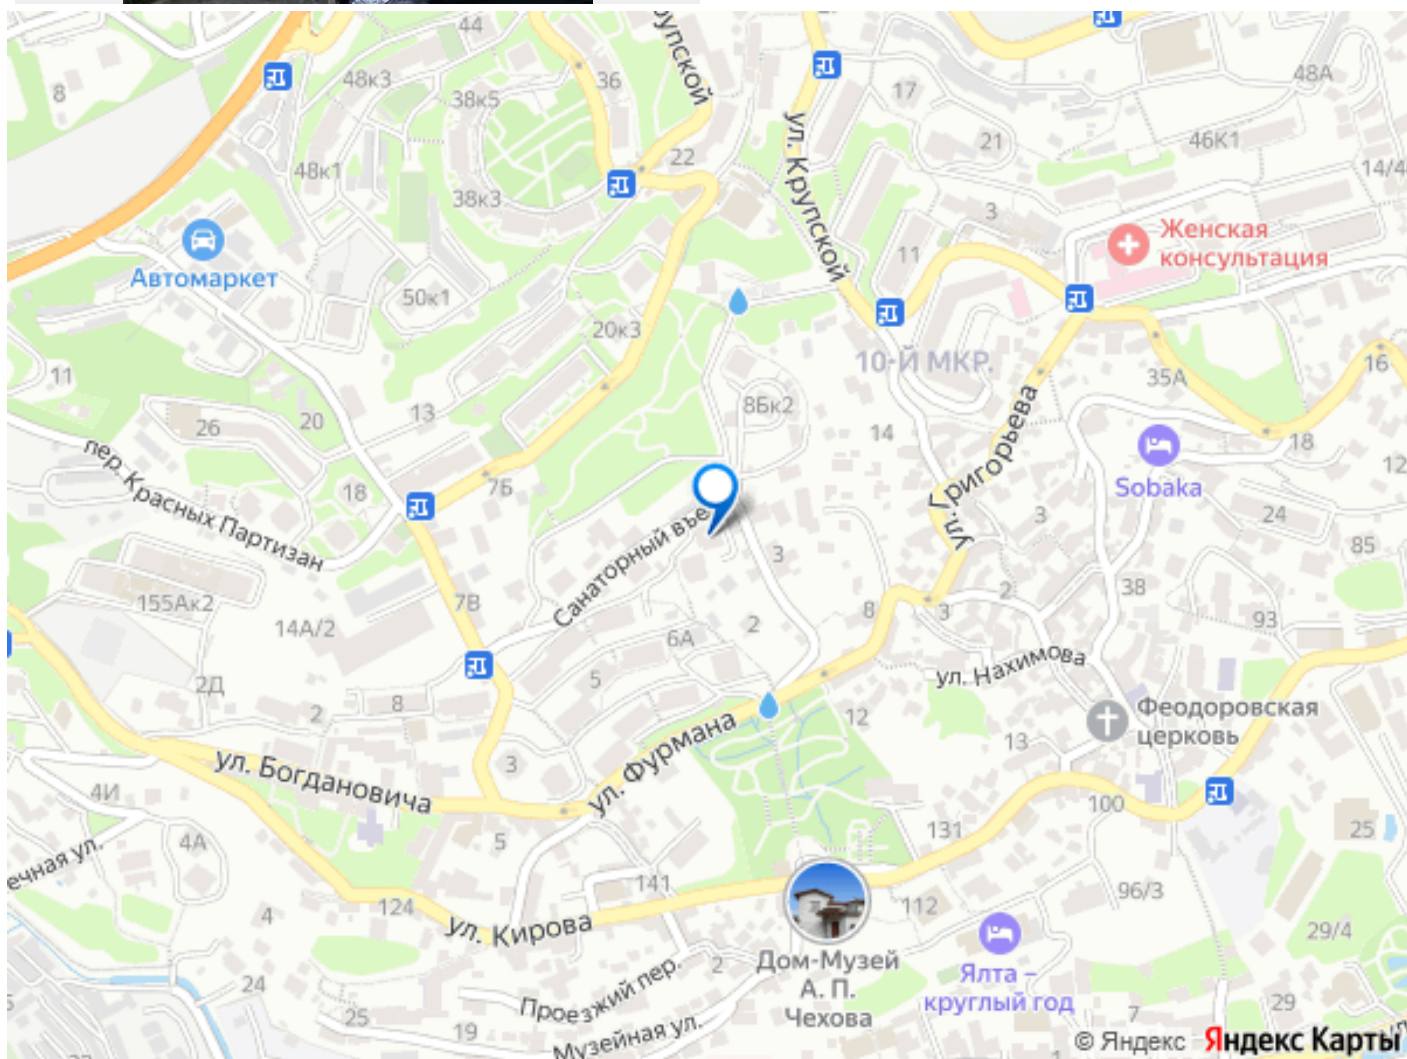 44
упской
8
48к3
36
48А
38к5
17
ул. Крупской
21
46К1
22
14/4
48к1
38к3
3
Женская
консультация
Автомаркет
11
50к1
20к3
10-Й МКР.
16
11
35А
13
8Бк2
20
26
14
ул. Григорьева
18
пер. Красных Партизан
12
18
7Б
Sobaka
24
3
Санаторный въе
85
3
155Ак2
7В
38
2
14А/2
8
3
93
2
6А
ул. Нахимова
5
2Д
8
2
12
Феодоровская
церковь
13
ул. Фурмана
3
ул. Богдановича
4И
100
25
131
5
4А
ечная ул.
141
96/3
112
124
4
ул. Кирова
29/4
Дом-Музей
А. П.
Чехова
2
Ялта –
круглый год
24
Проезжий пер.
7
29
25
19
Музейная ул.
© Яндекс Яндекс Карты